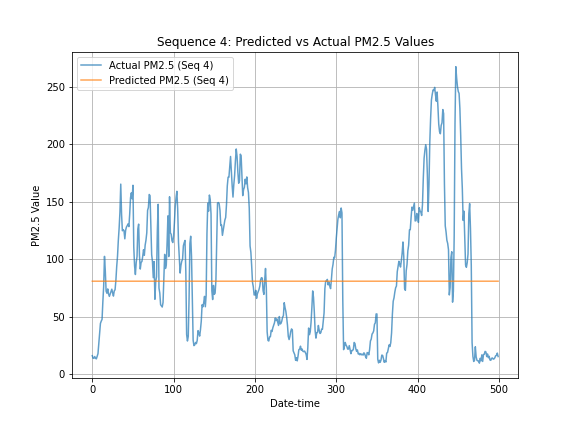 Sequence 4: Predicted vs Actual PM2.5 Values
Actual PM2.5 (Seq 4)
Predicted PM2.5 (Seq 4)
250
200
150
100
50
0
PM2.5 Value
0 100 200 300 400 500
Date-time